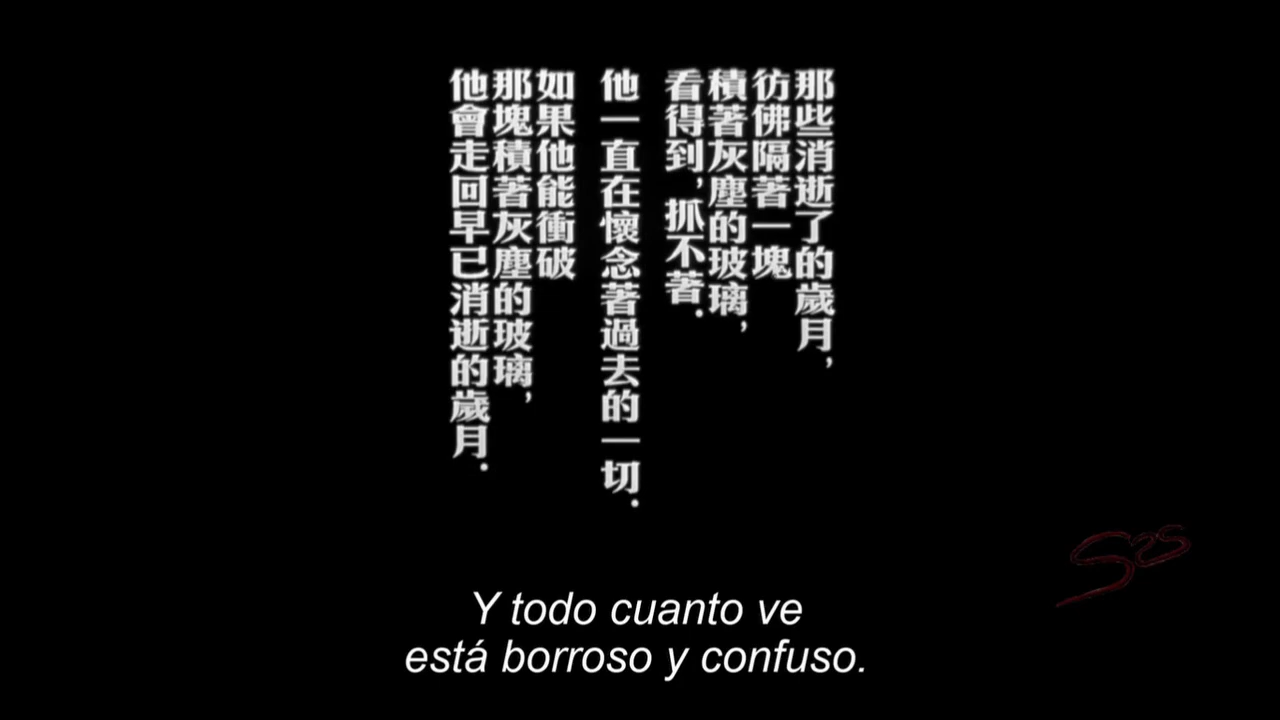 那些消逝了的歲月，
彷彿隔著一塊
積著灰塵的玻璃，
看得到，抓不著．
他一直在懷念著過去的一切．
如果他能衝破
那塊積著灰塵的玻璃，
他會走回早已消逝的歲月．
S2S
Y todo cuanto ve
está borroso y confuso.